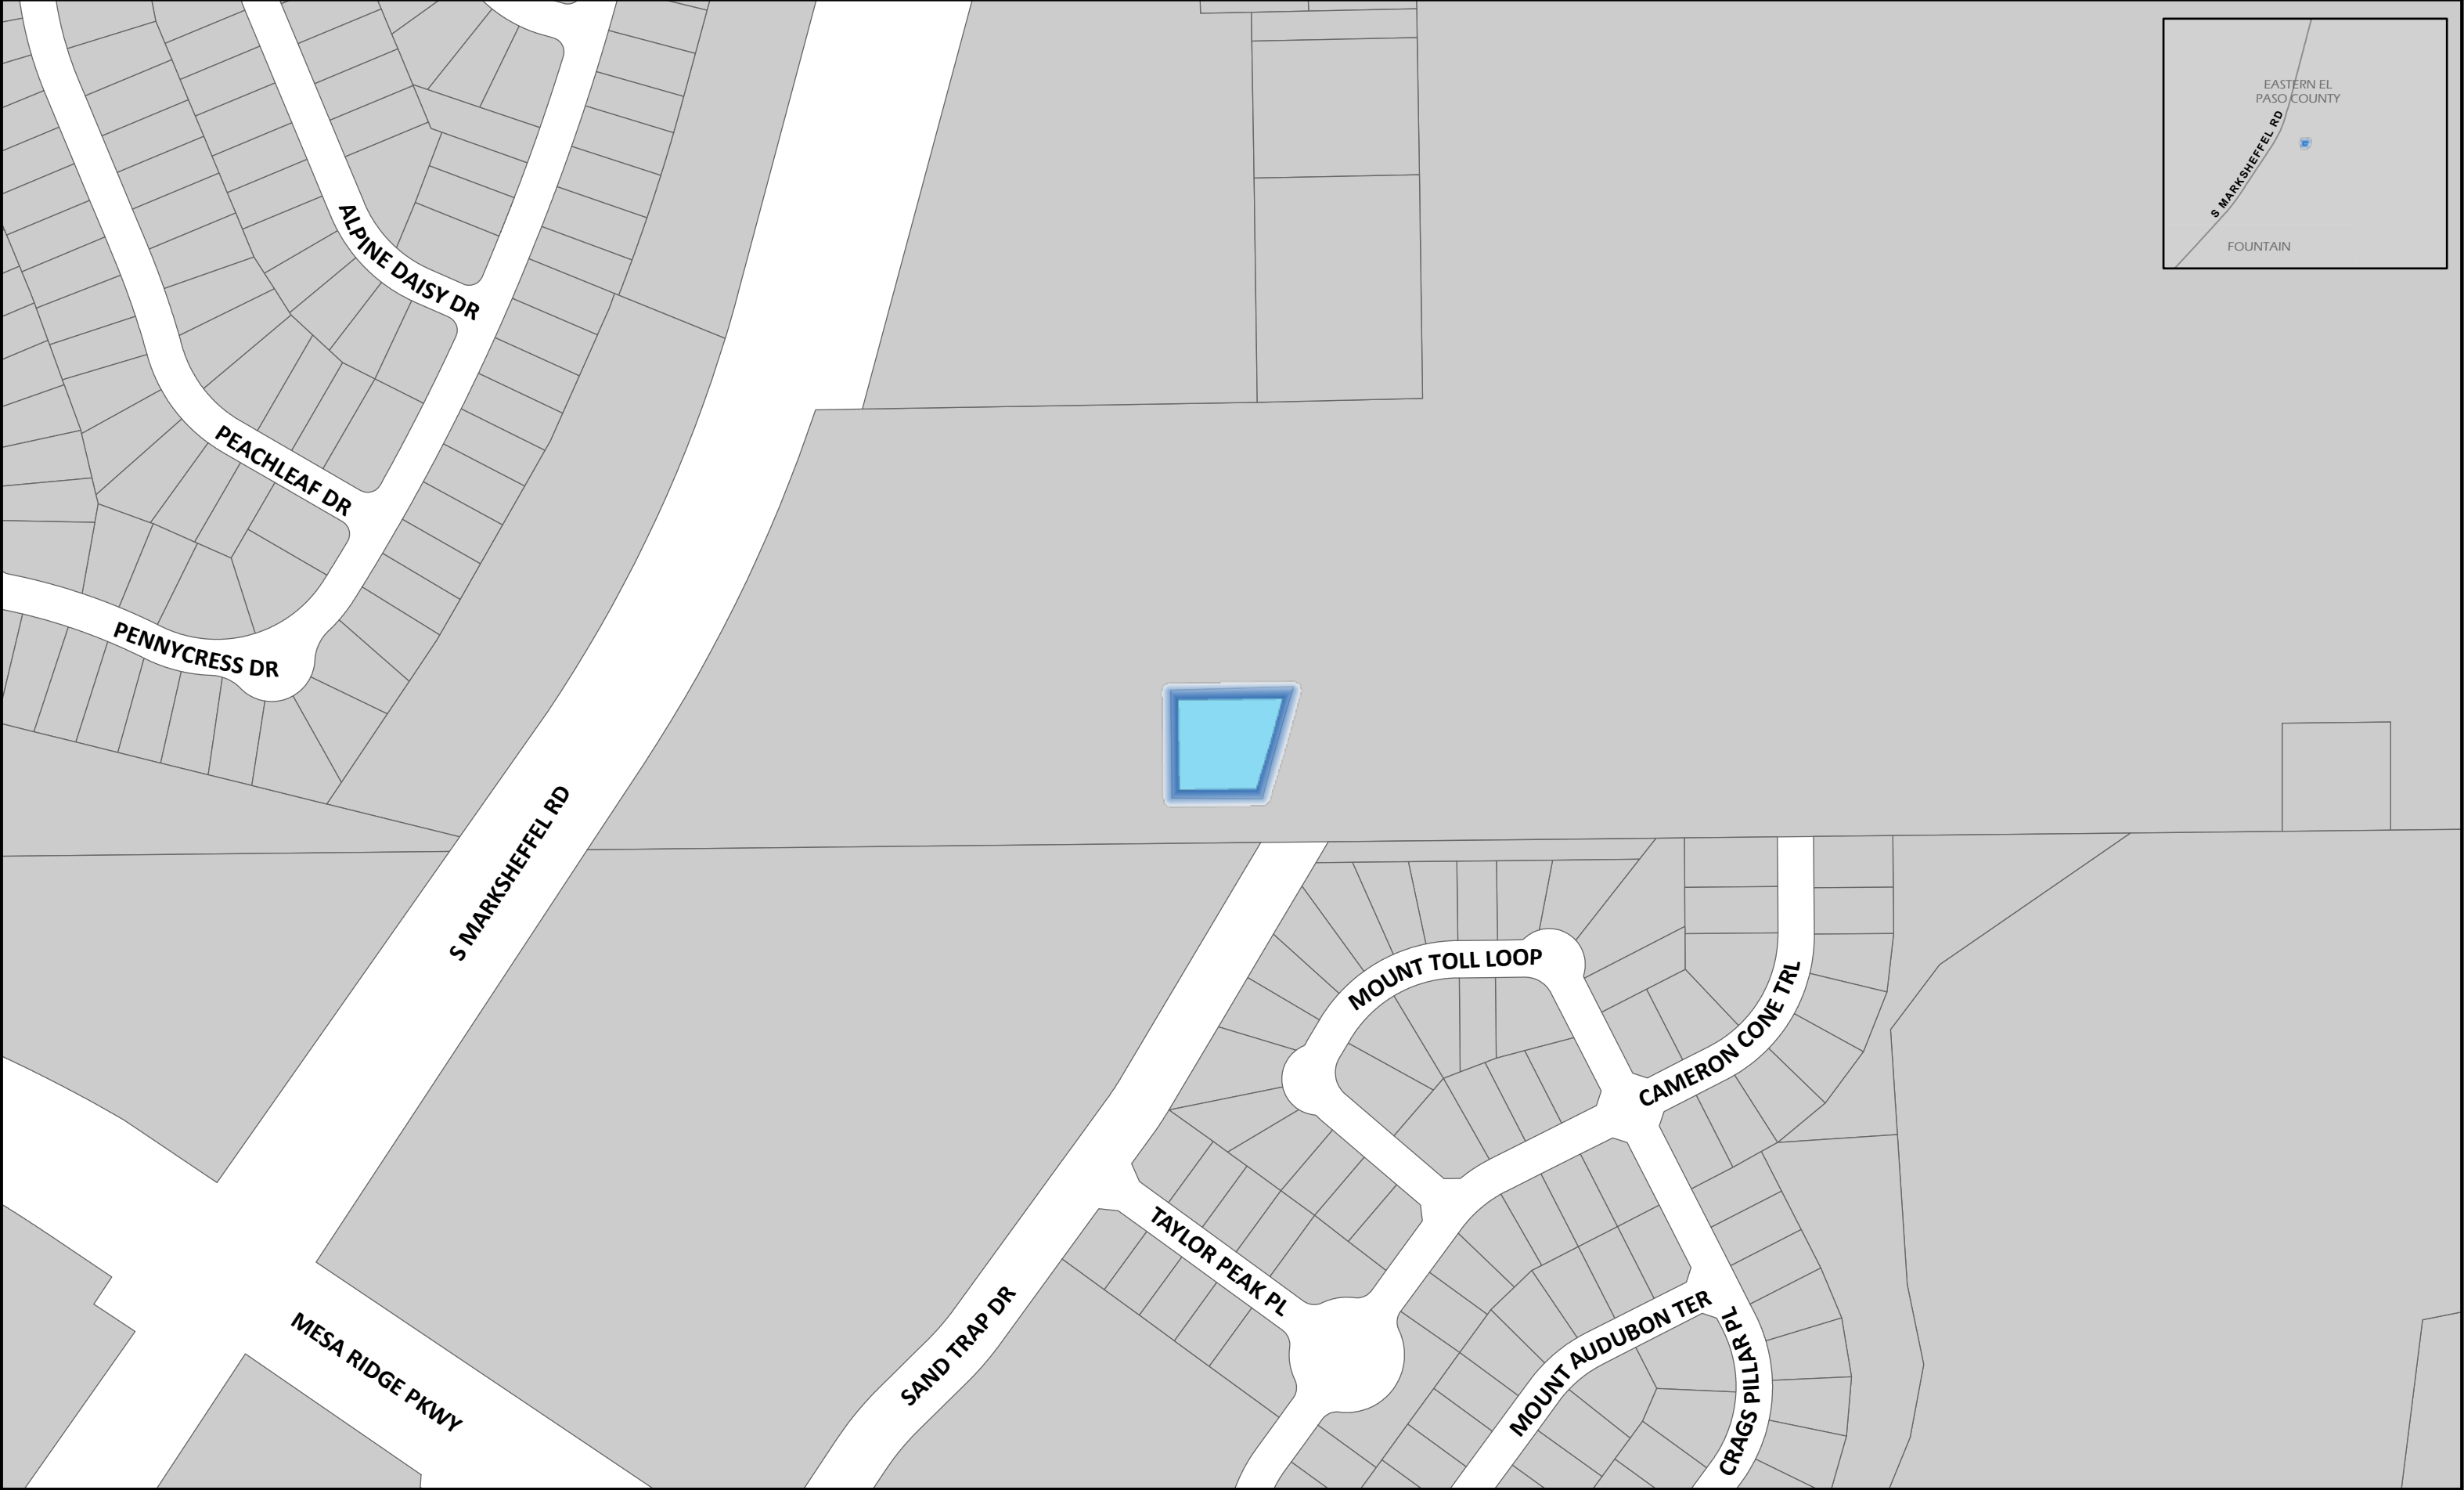 EASTERN EL
PASO COUNTY
S MARKSHEFFEL RD
FOUNTAIN
ALPINE DAISY DR
PEACHLEAF DR
PENNYCRESS DR
S MARKSHEFFEL RD
MOUNT TOLL LOOP
CAMERON CONE TRL
TAYLOR PEAK PL
SAND TRAP DR
MESA RIDGE PKWY
MOUNT AUDUBON TER
CRAGS PILLAR PL